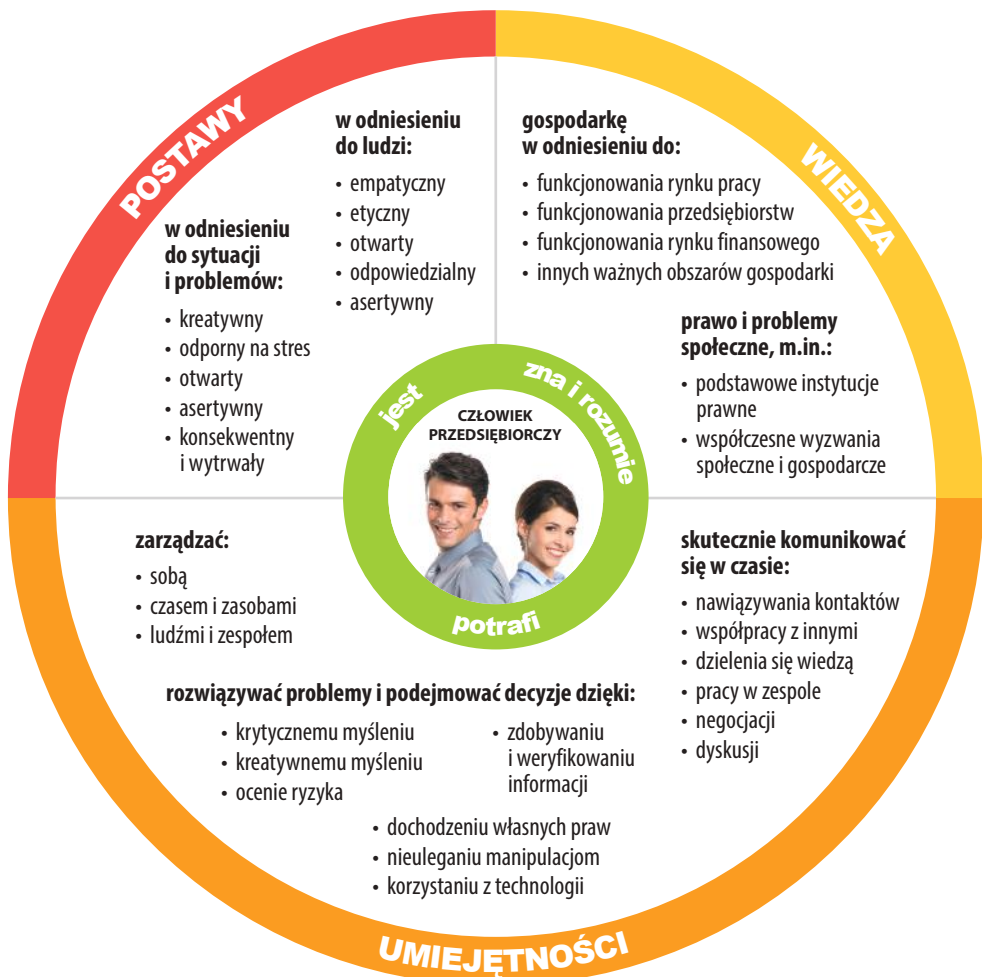 POSTAWY
w odniesieniu
do ludzi:
• empatyczny
• etyczny
• otwarty
• odpowiedzialny
• asertywny
w odniesieniu
do sytuacji
i problemów:
• kreatywny
• odporny na stres
• otwarty
• asertywny
• konsekwentny
i wytrwały
WIEDZA
gospodarkę
w odniesieniu do:
• funkcjonowania rynku pracy
• funkcjonowania przedsiębiorstw
• funkcjonowania rynku finansowego
• innych ważnych obszarów gospodarki
prawo i problemy
społeczne, m.in.:
• podstawowe instytucje
prawne
• współczesne wyzwania
społeczne i gospodarcze
jest
zna i rozumie
potrafi
CZŁOWIEK
PRZEDSIĘBIORCZY
zarządzać:
• sobą
• czasem i zasobami
• ludźmi i zespołem
skutecznie komunikować
się w czasie:
• nawiązywania kontaktów
• współpracy z innymi
• dzielenia się wiedzą
• pracy w zespole
• negocjacji
• dyskusji
rozwiązywać problemy i podejmować decyzje dzięki:
• krytycznemu myśleniu
• kreatywnemu myśleniu
• ocenie ryzyka
• zdobywaniu
i weryfikowaniu
informacji
• dochodzeniu własnych praw
• nieuleganiu manipulacjom
• korzystaniu z technologii
UMIEJĘTNOŚCI